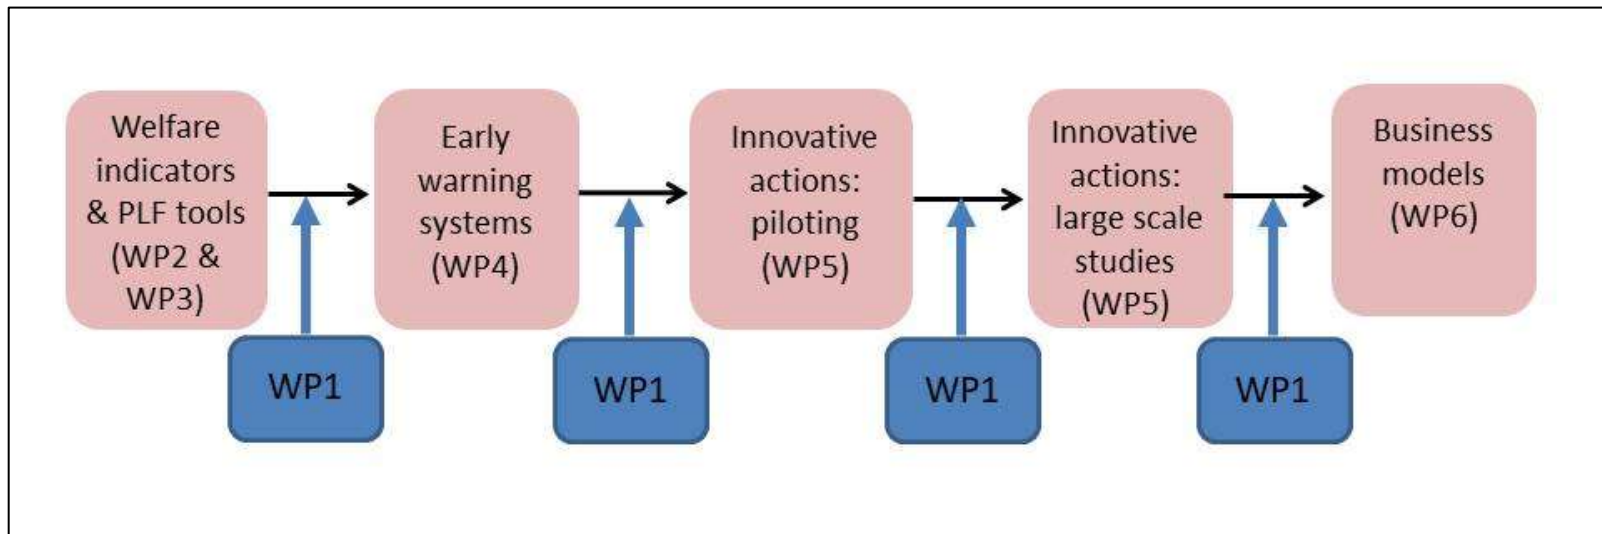 Welfare
indicators
& PLF tools
(WP2 &
WP3)
Early
warning
systems
(WP4)
Innovative
actions:
piloting
(WP5)
Innovative
actions:
large scale
studies
(WP5)
Business
models
(WP6)
WP1
WP1
WP1
WP1